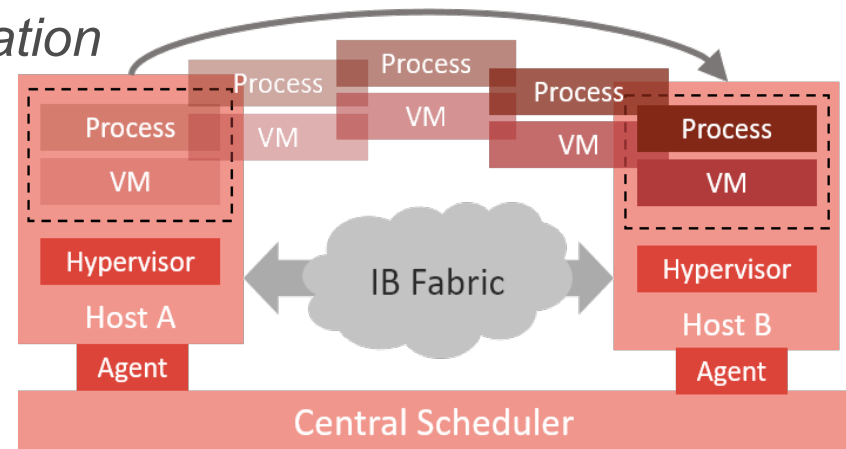 ation
Process
VM
Process
VM
Process
VM
Process
VM
Process
VM
Hypervisor
Host A
Agent
IB Fabric
Hypervisor
Host B
Agent
Central Scheduler